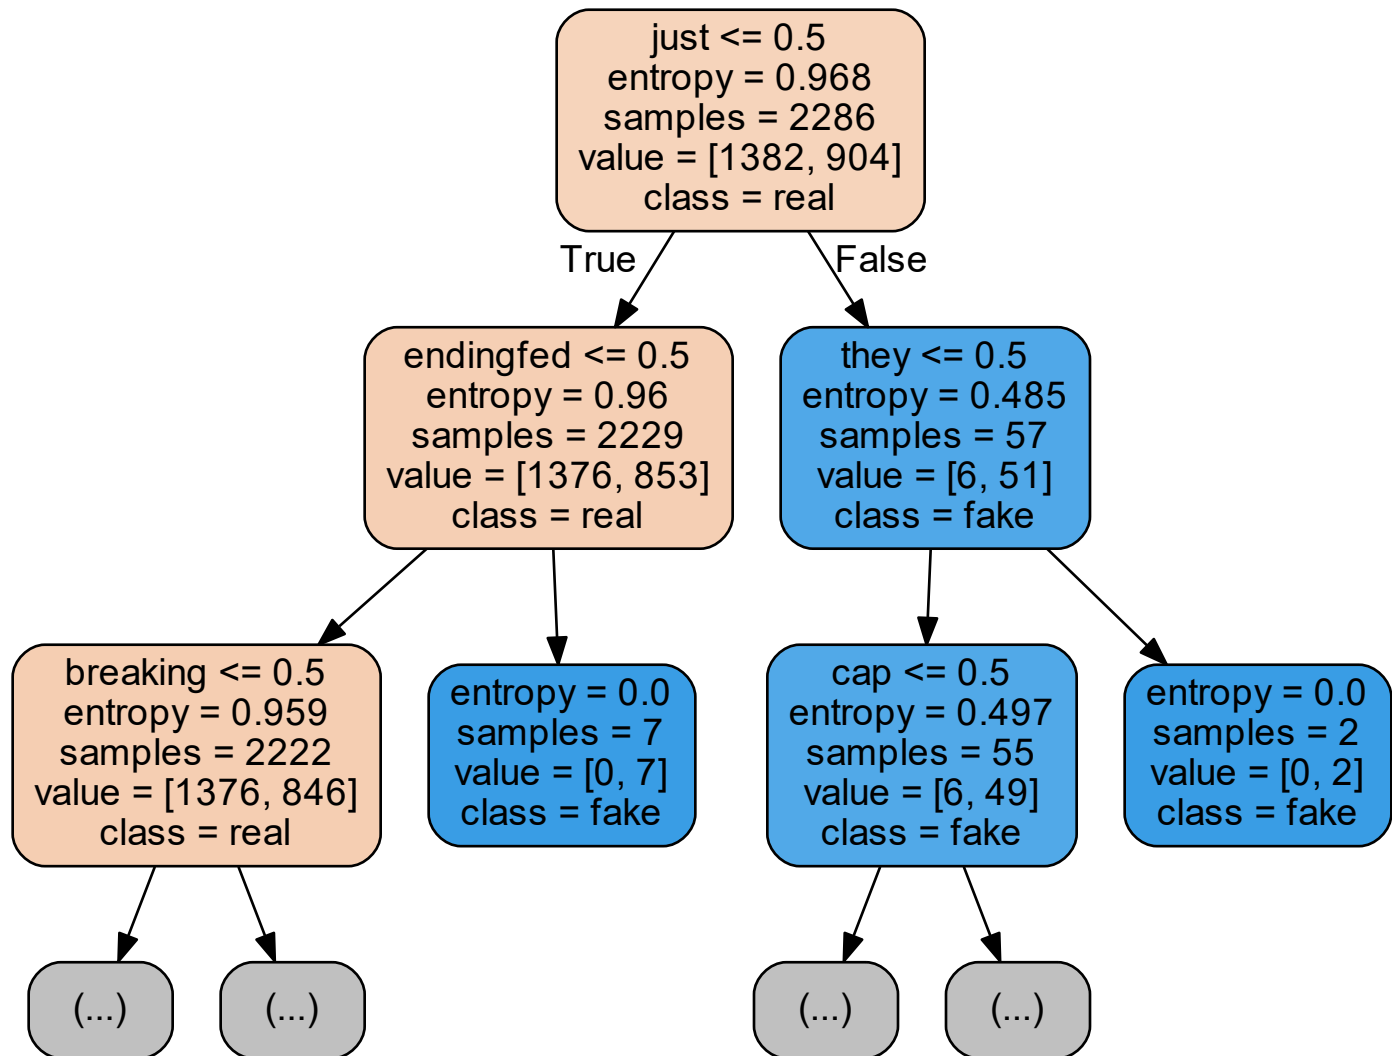 just <= 0.5
entropy = 0.968
samples = 2286
value = [1382, 904]
class = real
True
False
endingfed <= 0.5
entropy = 0.96
samples = 2229
value = [1376, 853]
class = real
they <= 0.5
entropy = 0.485
samples = 57
value = [6, 51]
class = fake
breaking <= 0.5
entropy = 0.959
samples = 2222
value = [1376, 846]
class = real
entropy = 0.0
samples = 7
value = [0, 7]
class = fake
cap <= 0.5
entropy = 0.497
samples = 55
value = [6, 49]
class = fake
entropy = 0.0
samples = 2
value = [0, 2]
class = fake
(...)
(...)
(...)
(...)